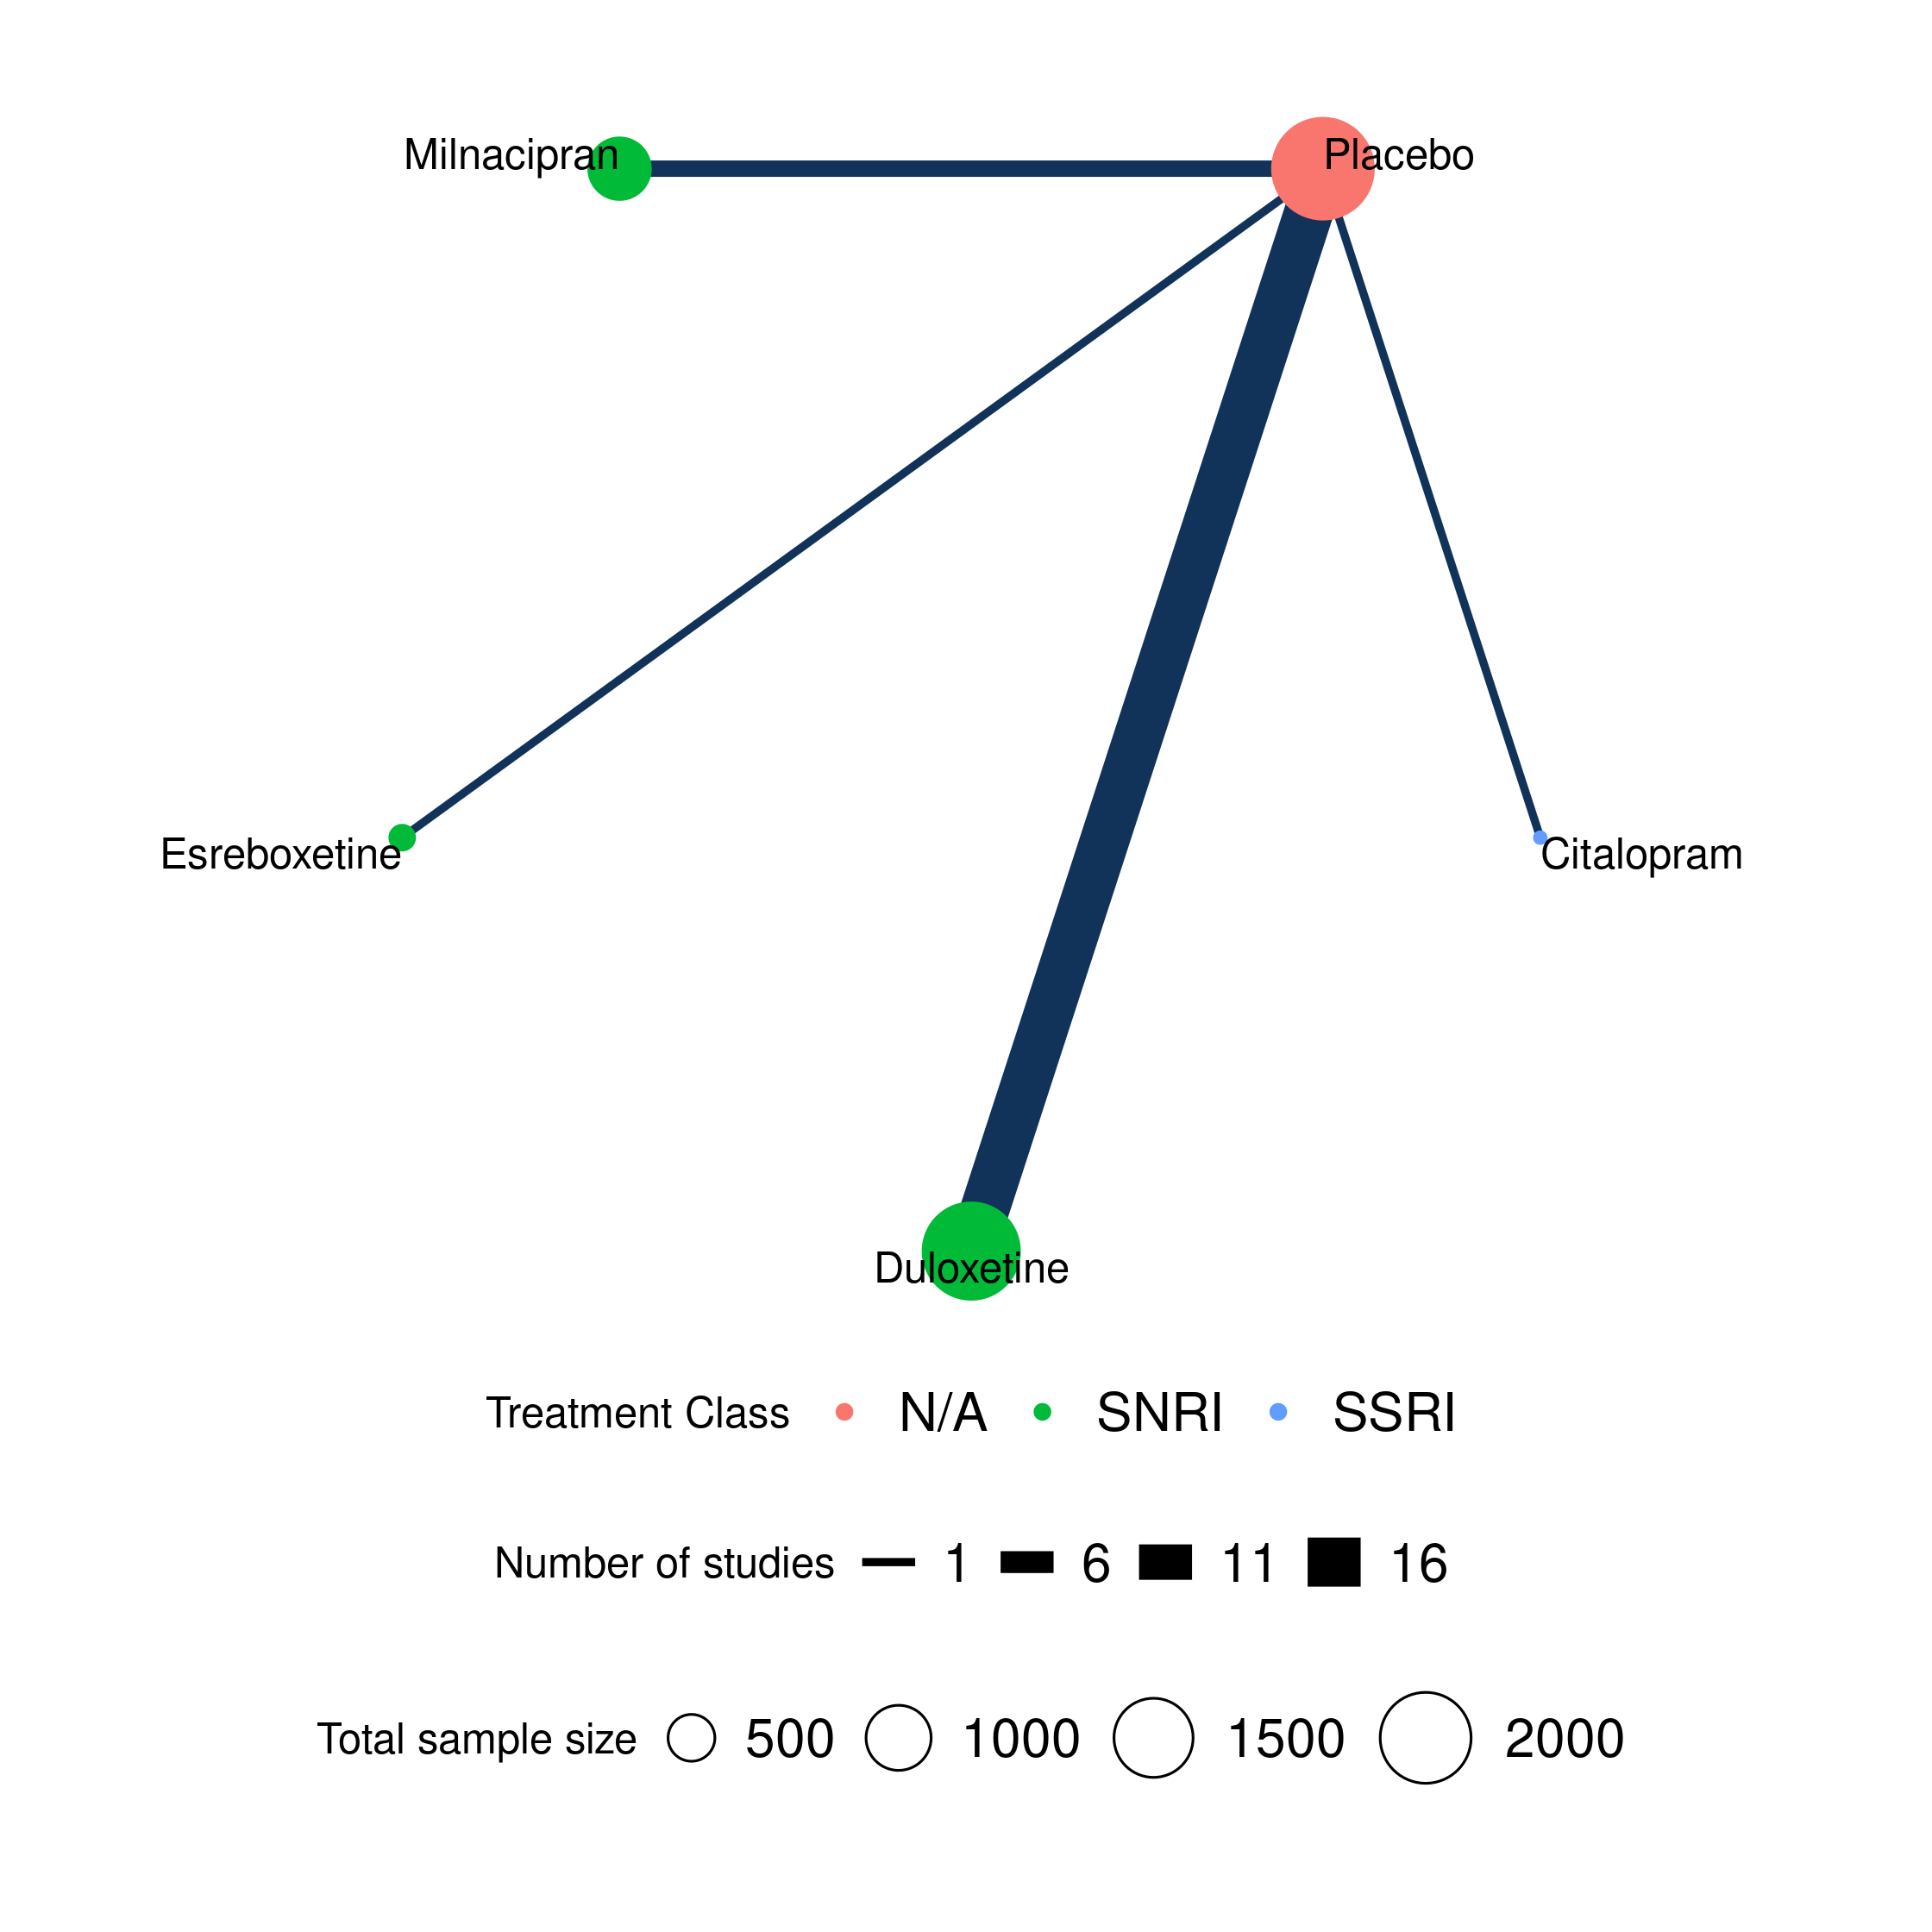 Milnacipran
Placebo
Esreboxetine
Citalopram
Duloxetine
Treatment Class N/A SNRI SSRI
Number of studies 1 6 11 16
Total sample size 500 1000 1500 2000